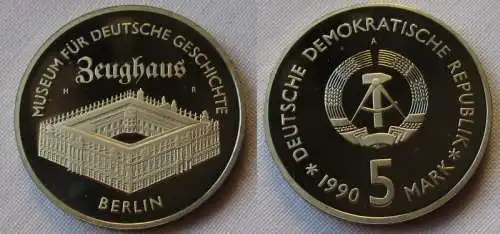 MUSEUM FÜR DEUTSCHE GESCHICHTE
Zeughaus
H R
BERLIN
DEUTSCHE DEMOKRATISCHE REPUBLIK
A
* 1990 5 MARK *